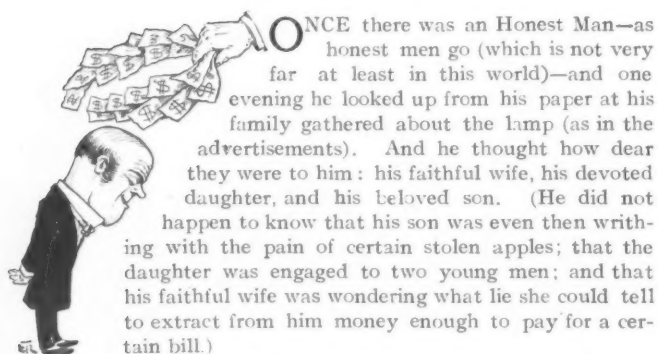 ONCE there was an Honest Man—as
honest men go (which is not very
far at least in this world)—and one
evening he looked up from his paper at his
family gathered about the lamp (as in the
advertisements). And he thought how dear
they were to him: his faithful wife, his devoted
daughter, and his beloved son. (He did not
happen to know that his son was even then writh-
ing with the pain of certain stolen apples; that the
daughter was engaged to two young men; and that
his faithful wife was wondering what lie she could tell
to extract from him money enough to pay for a cer-
tain bill.)